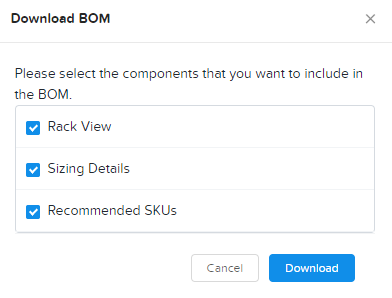 Download BOM
Please select the components that you want to include in
the BOM.
Rack View
Sizing Details
Recommended SKUs
Cancel
Download